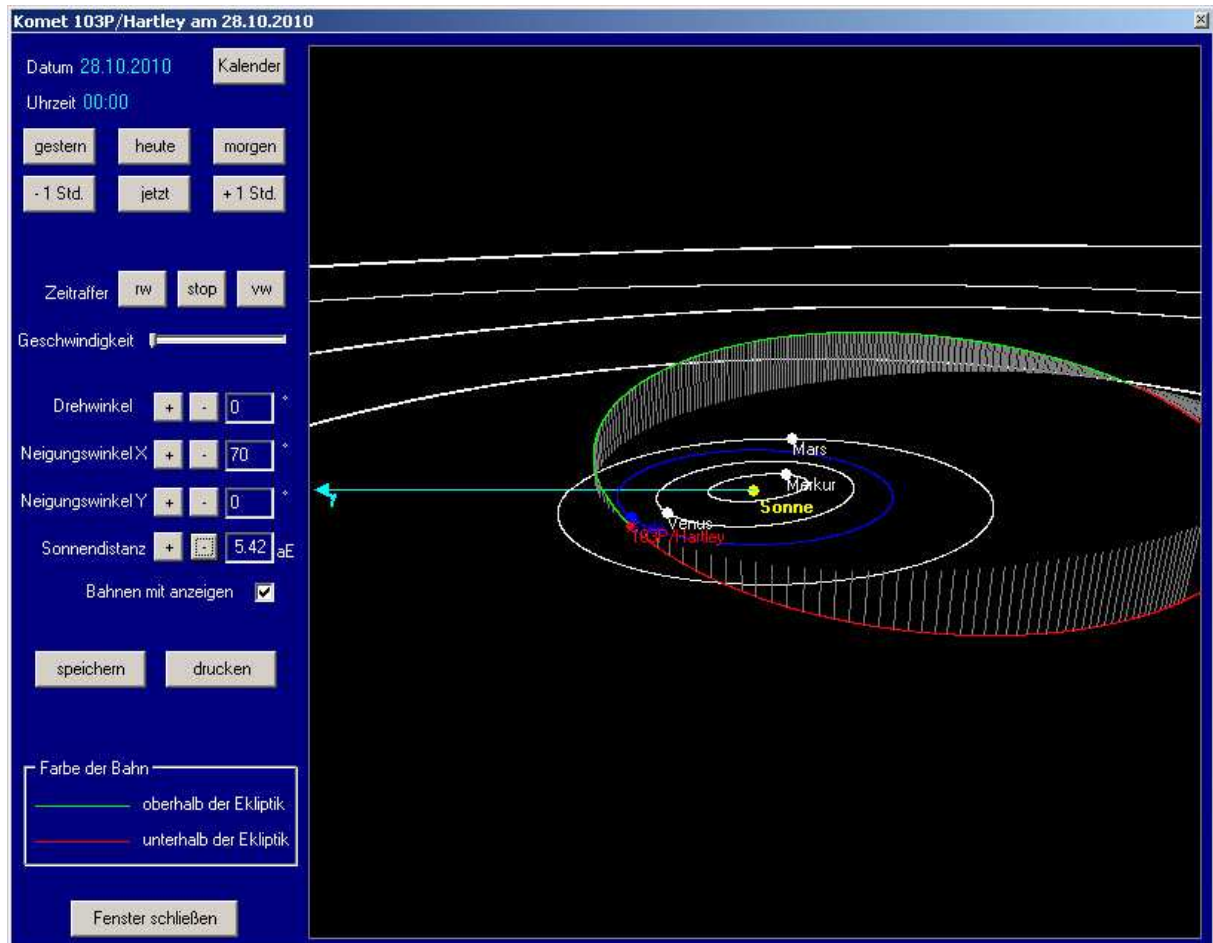 Komet 103P/Hartley am 28.10.2010
Datum 28.10.2010 Kalender
Uhrzeit 00:00
gestern heute morgen
- 1 Std. jetzt + 1 Std.
Zeitraffer rw stop vw
Geschwindigkeit
Drehwinkel + - 0 °
Neigungswinkel X + - 70 °
Neigungswinkel Y + - 0 °
Sonnendistanz + - 5.42 aE
Bahnen mit anzeigen
speichern drucken
Farbe der Bahn
oberhalb der Ekliptik
unterhalb der Ekliptik
Fenster schließen
Mars
Merkur
Sonne
Venus
103P/Hartley